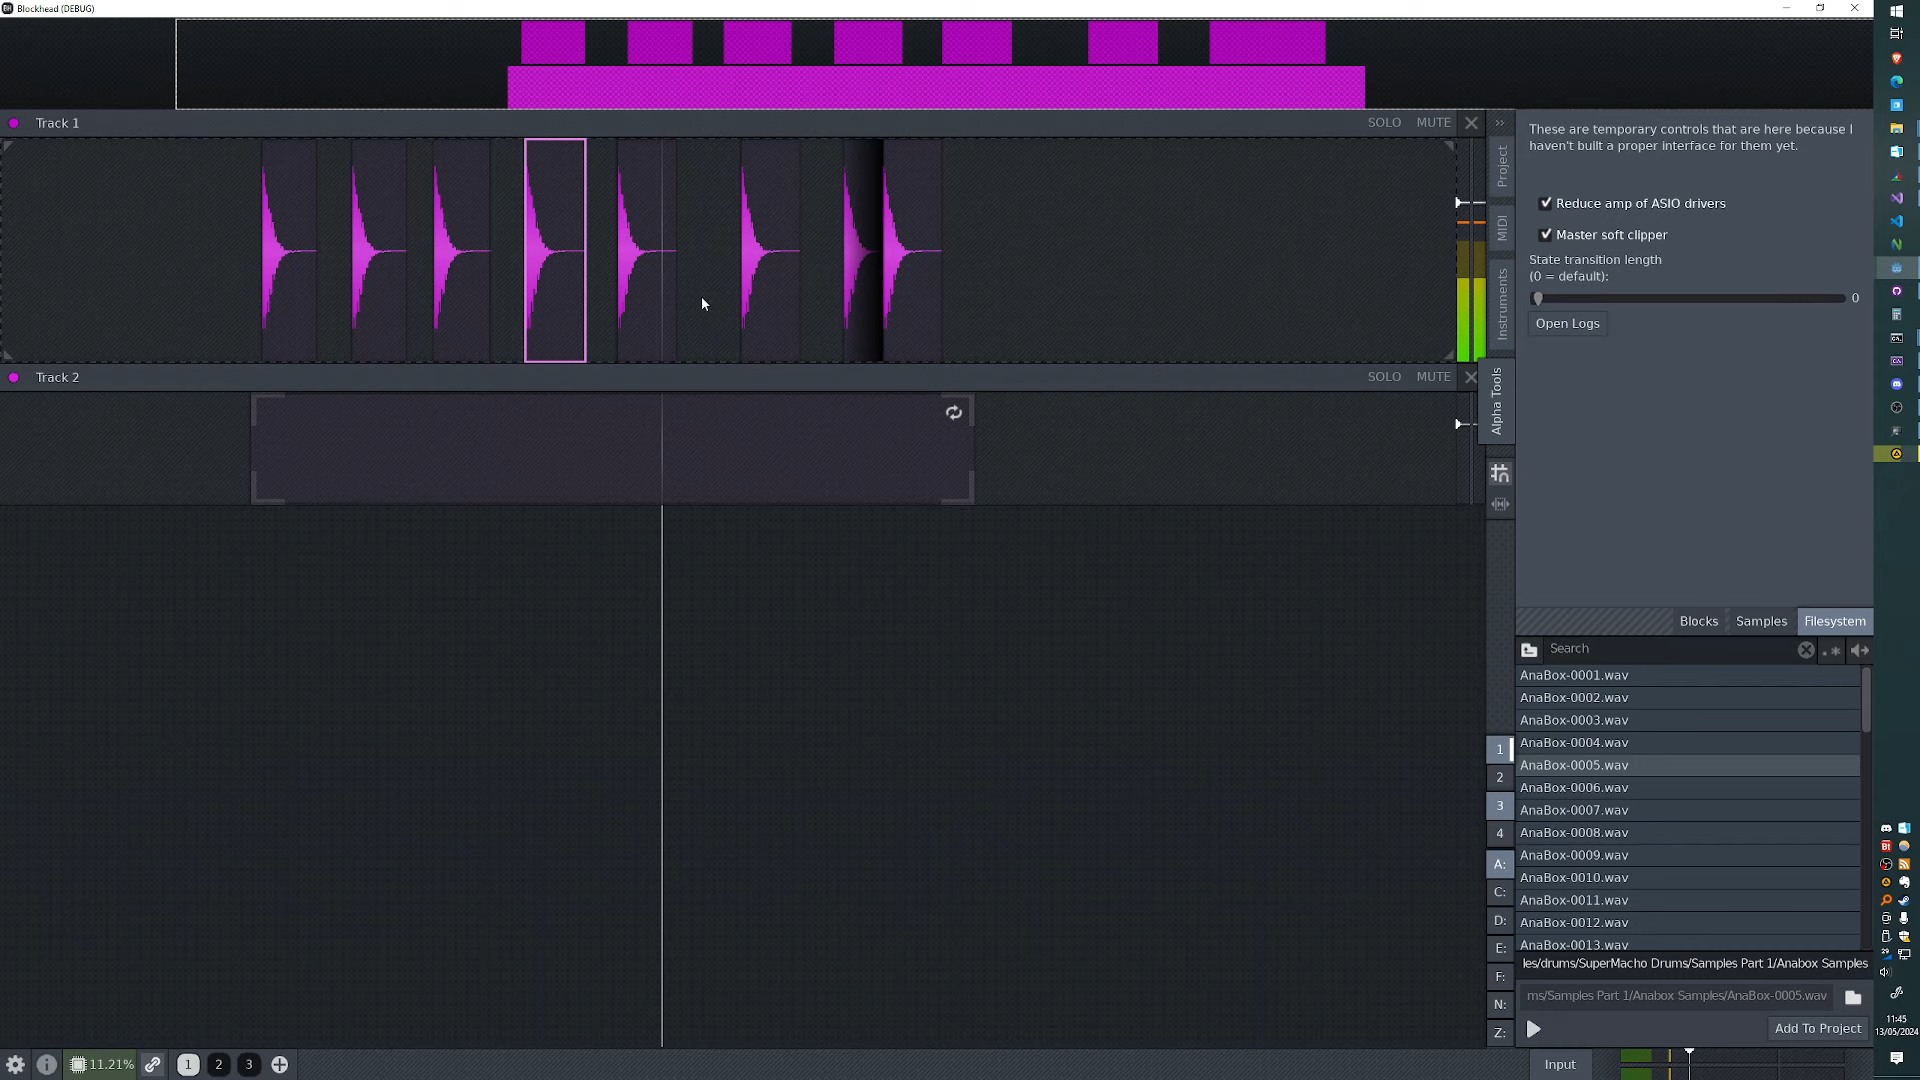 Blockhead (DEBUG)
Track 1
SOLO MUTE
These are temporary controls that are here because I
haven't built a proper interface for them yet.
Project
MIDI
Instruments
Alpha Tools
Reduce amp of ASIO drivers
Master soft clipper
State transition length
(0 = default):
0
Open Logs
Track 2
SOLO MUTE
Blocks Samples Filesystem
Search
.*
AnaBox-0001.wav
AnaBox-0002.wav
AnaBox-0003.wav
AnaBox-0004.wav
AnaBox-0005.wav
AnaBox-0006.wav
AnaBox-0007.wav
AnaBox-0008.wav
AnaBox-0009.wav
AnaBox-0010.wav
AnaBox-0011.wav
AnaBox-0012.wav
AnaBox-0013.wav
1
2
3
4
A:
C:
D:
E:
F:
N:
Z:
les/drums/SuperMacho Drums/Samples Part 1/Anabox Samples
ms/Samples Part 1/Anabox Samples/AnaBox-0005.wav
Add To Project
11.21%
1 2 3
Input
11:45
13/05/2024